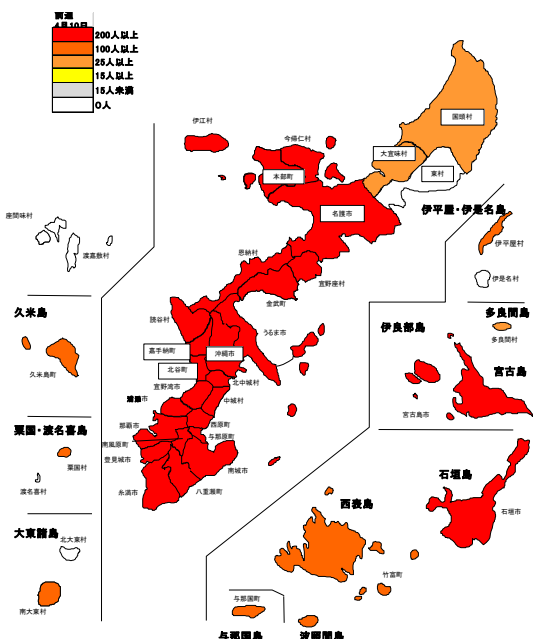 前週
4月10日
200人以上
100人以上
25人以上
15人以上
15人未満
0人
国頭村
大宜味村
東村
伊江村
今帰仁村
本部町
名護市
伊平屋・伊是名島
伊平屋村
伊是名村
座間味村
渡嘉敷村
恩納村
宜野座村
金武町
久米島
久米島町
読谷村
うるま市
嘉手納町
沖縄市
北谷町
北中城村
宜野湾市
中城村
浦添市
西原町
那覇市
与那原町
南風原町
豊見城市
南城市
糸満市
八重瀬町
多良間島
多良間村
伊良部島
宮古島
宮古島市
粟国・渡名喜島
粟国村
渡名喜村
大東諸島
北大東村
南大東村
石垣島
石垣市
西表島
竹富町
与那国町
与那国島
波照間島